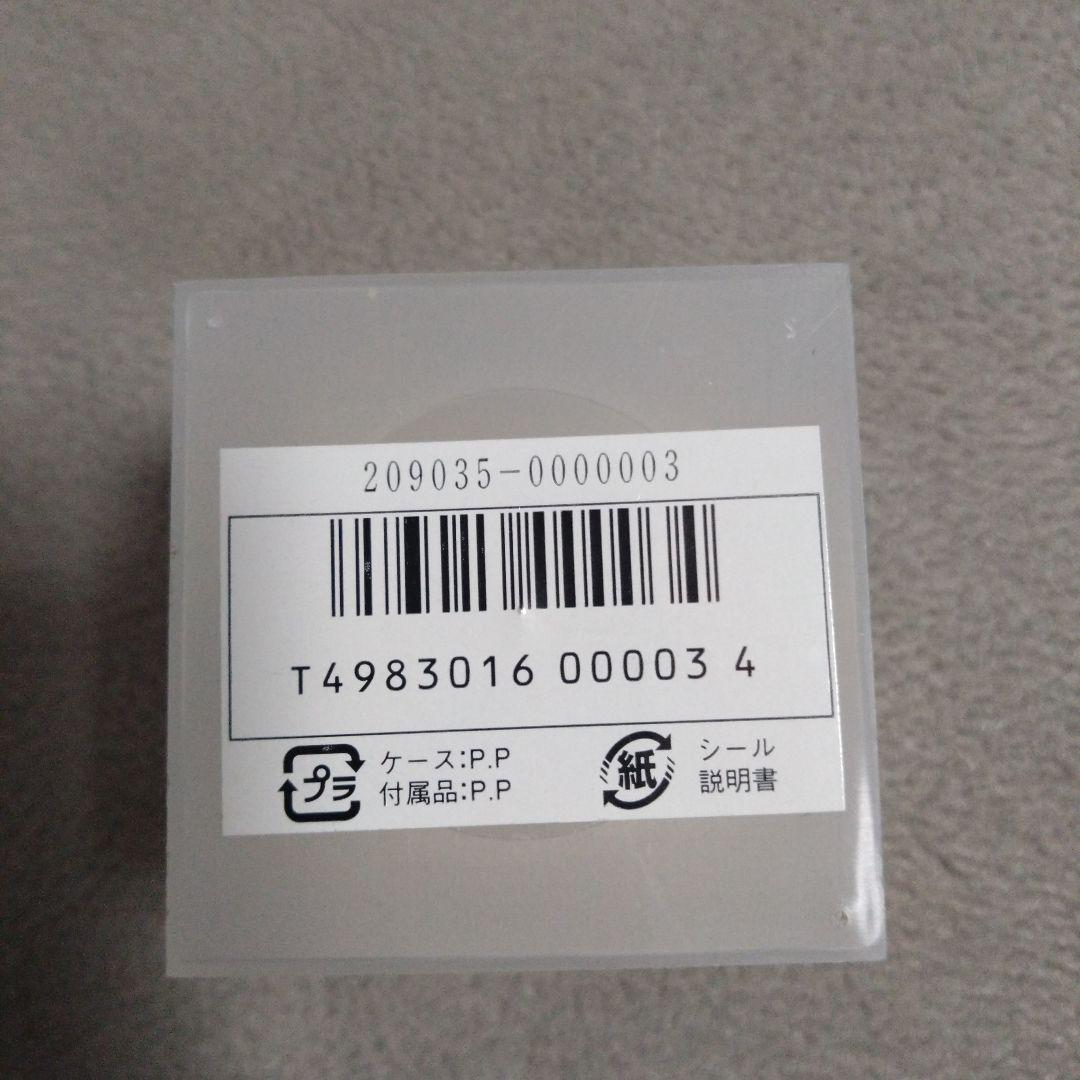 209035-0000003
T4983016 00003 4
プラ
ケース:P.P
付属品:P.P
紙
シール
説明書